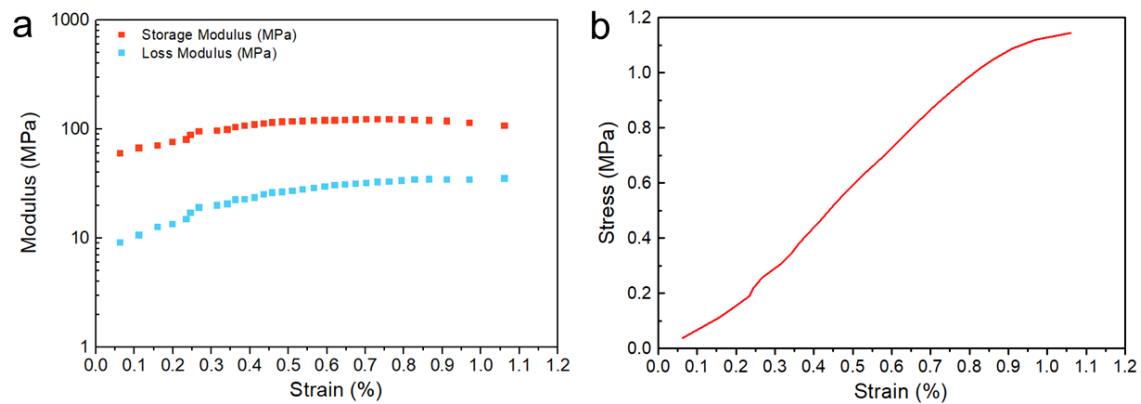 a
1000
100
10
1
Modulus (MPa)
Storage Modulus (MPa)
Loss Modulus (MPa)
0.0 0.1 0.2 0.3 0.4 0.5 0.6 0.7 0.8 0.9 1.0 1.1 1.2
Strain (%)
b
1.2
1.0
0.8
0.6
0.4
0.2
0.0
Stress (MPa)
0.0 0.1 0.2 0.3 0.4 0.5 0.6 0.7 0.8 0.9 1.0 1.1 1.2
Strain (%)